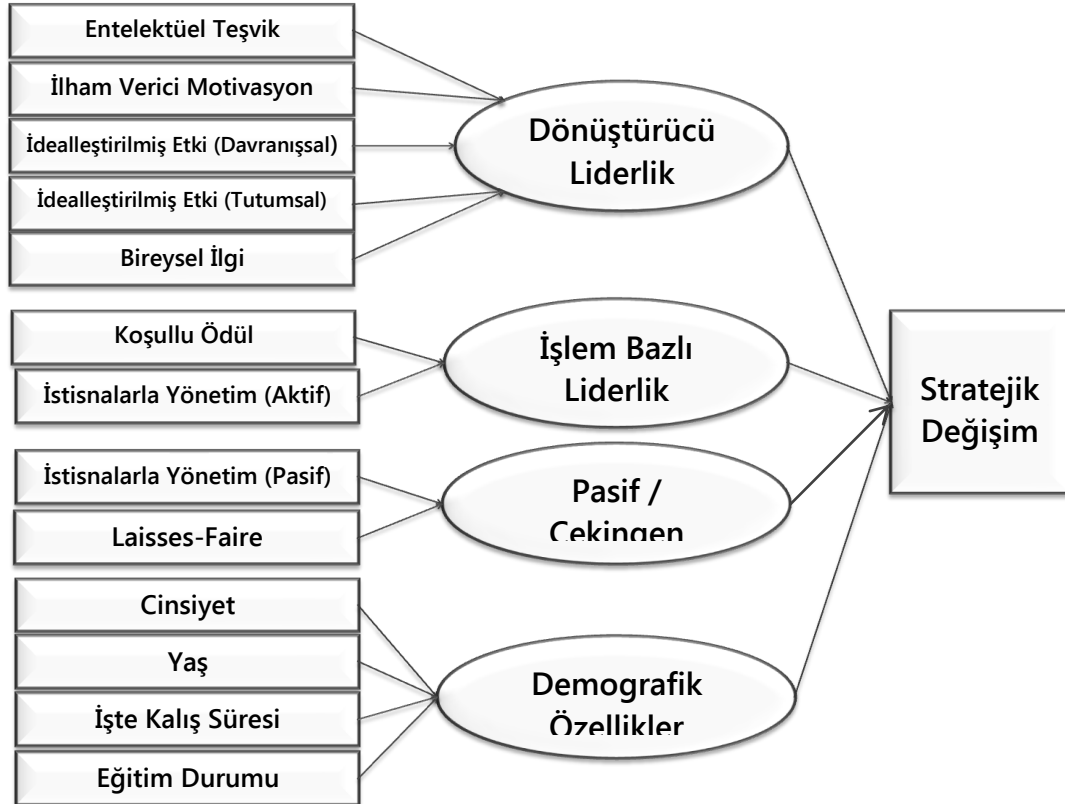 Entelektüel Teşvik
İlham Verici Motivasyon
İdealleştirilmiş Etki (Davranışsal)
İdealleştirilmiş Etki (Tutumsal)
Bireysel İlgi
Koşullu Ödül
İstisnalarla Yönetim (Aktif)
İstisnalarla Yönetim (Pasif)
Laisses-Faire
Cinsiyet
Yaş
İşte Kalış Süresi
Eğitim Durumu
Dönüştürücü
Liderlik
İşlem Bazlı
Liderlik
Pasif /
Çekingen
Demografik
Özellikler
Stratejik
Değişim